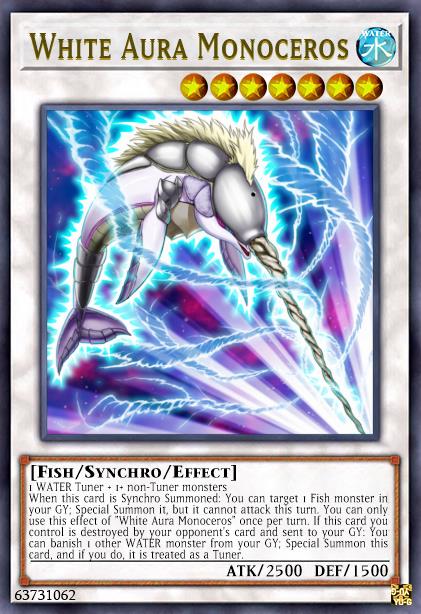 WHITE AURA MONOCEROS
WATER
水
[FISH/SYNCHRO/EFFECT]
1 WATER Tuner + 1+ non-Tuner monsters
When this card is Synchro Summoned: You can target 1 Fish monster in
your GY; Special Summon it, but it cannot attack this turn. You can only
use this effect of "White Aura Monoceros" once per turn. If this card you
control is destroyed by your opponent's card and sent to your GY: You
can banish 1 other WATER monster from your GY; Special Summon this
card, and if you do, it is treated as a Tuner.
ATK/2500 DEF/1500
63731062